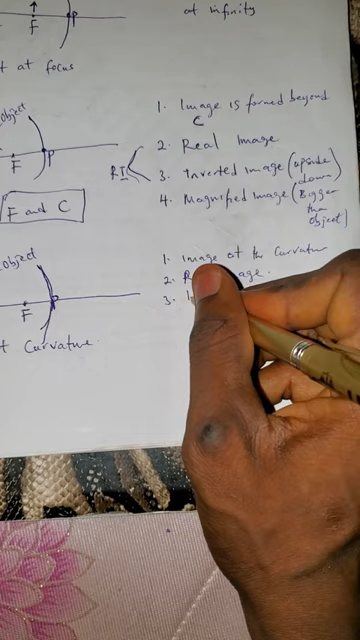 at infinity
F
t at focus
Object
F
P
F and C
1. Image is formed beyond
C
2. Real Image
RI
3. Inverted Image (upside
down)
4. Magnified Image (Bigger
than
object)
Object
F
P
t Curvature.
1. Image at the Curvature
2.
3.